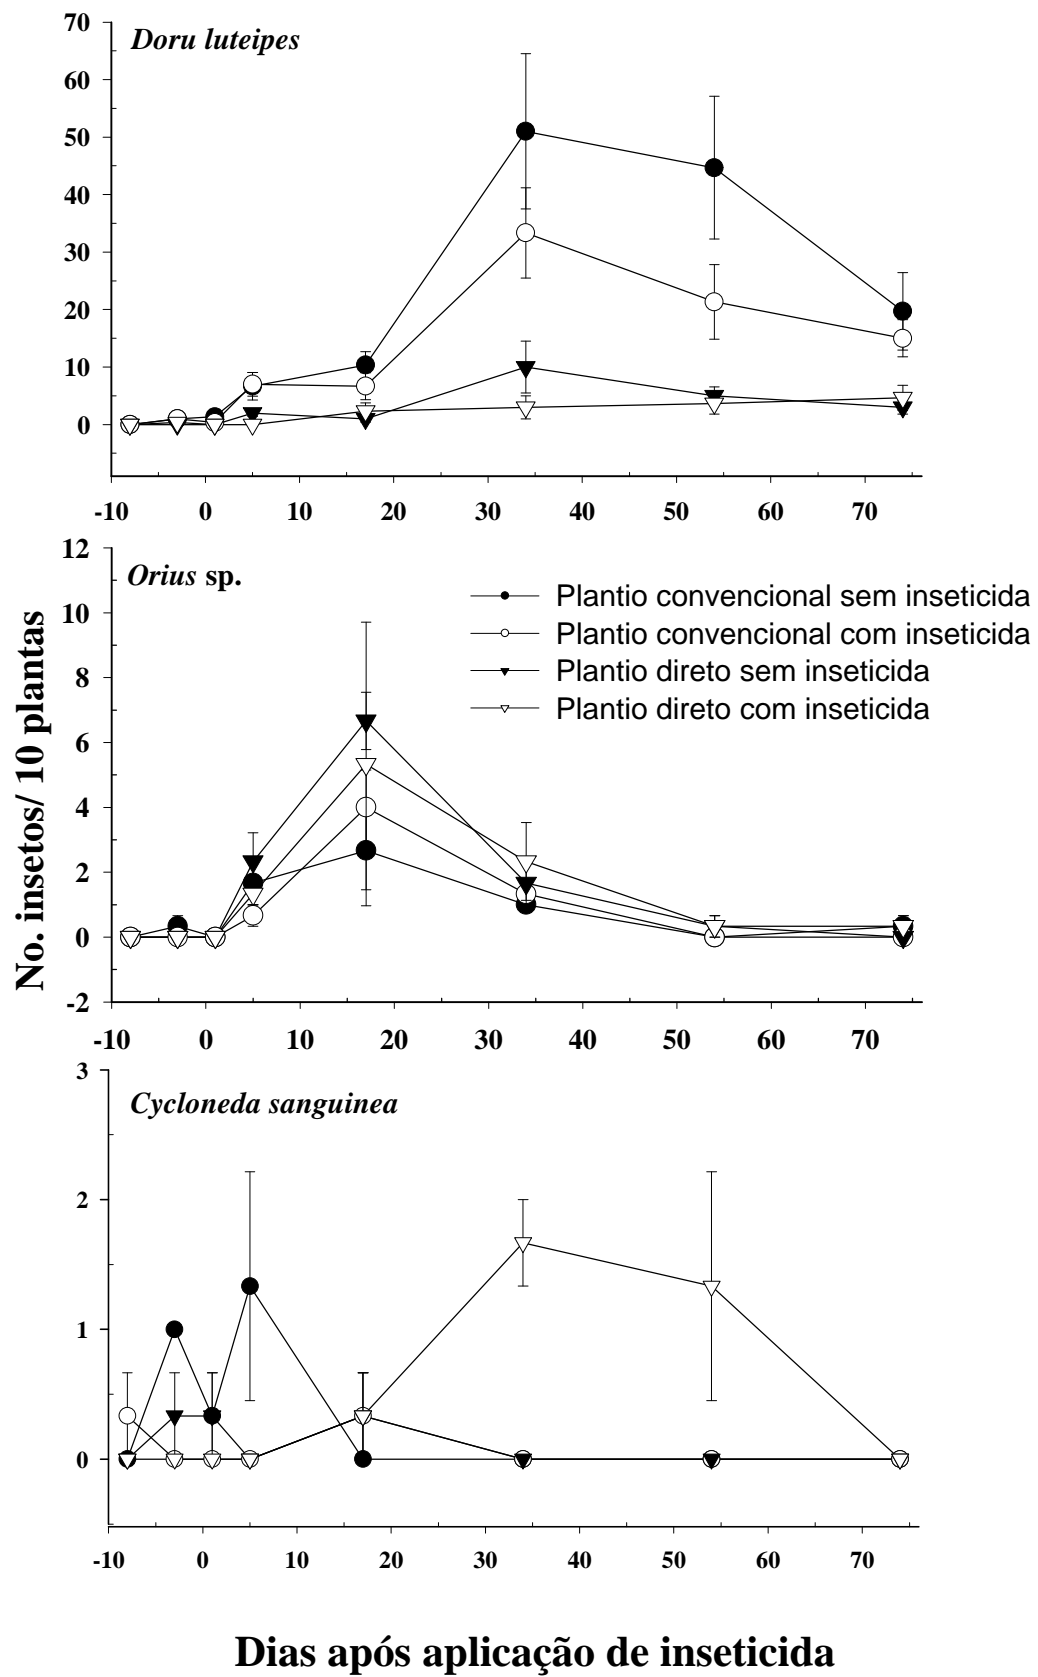 70
Doru luteipes
60
50
40
30
20
10
0
-10 0 10 20 30 40 50 60 70
12
Orius sp.
10
8
6
4
2
0
-2
Plantio convencional sem inseticida
Plantio convencional com inseticida
Plantio direto sem inseticida
Plantio direto com inseticida
No. insetos/ 10 plantas
-10 0 10 20 30 40 50 60 70
3
Cycloneda sanguinea
2
1
0
-10 0 10 20 30 40 50 60 70
Dias após aplicação de inseticida